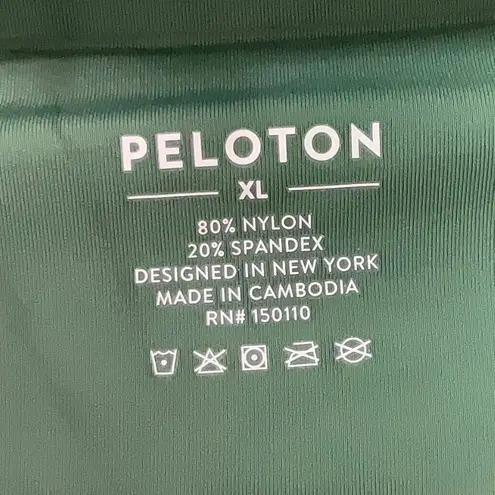 PELOTON
XL
80% NYLON
20% SPANDEX
DESIGNED IN NEW YORK
MADE IN CAMBODIA
RN# 150110